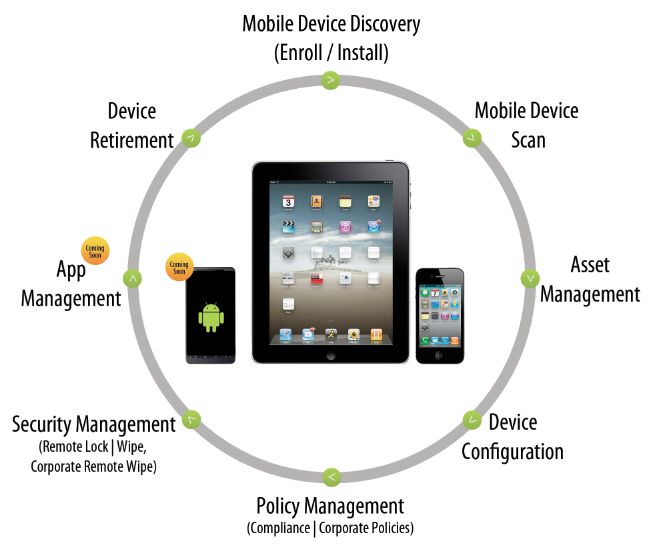 Mobile Device Discovery
(Enroll / Install)
Mobile Device
Scan
Asset
Management
Device
Configuration
Policy Management
(Compliance | Corporate Policies)
Security Management
(Remote Lock | Wipe,
Corporate Remote Wipe)
App
Management
Coming
Soon
Device
Retirement
Coming
Soon
3